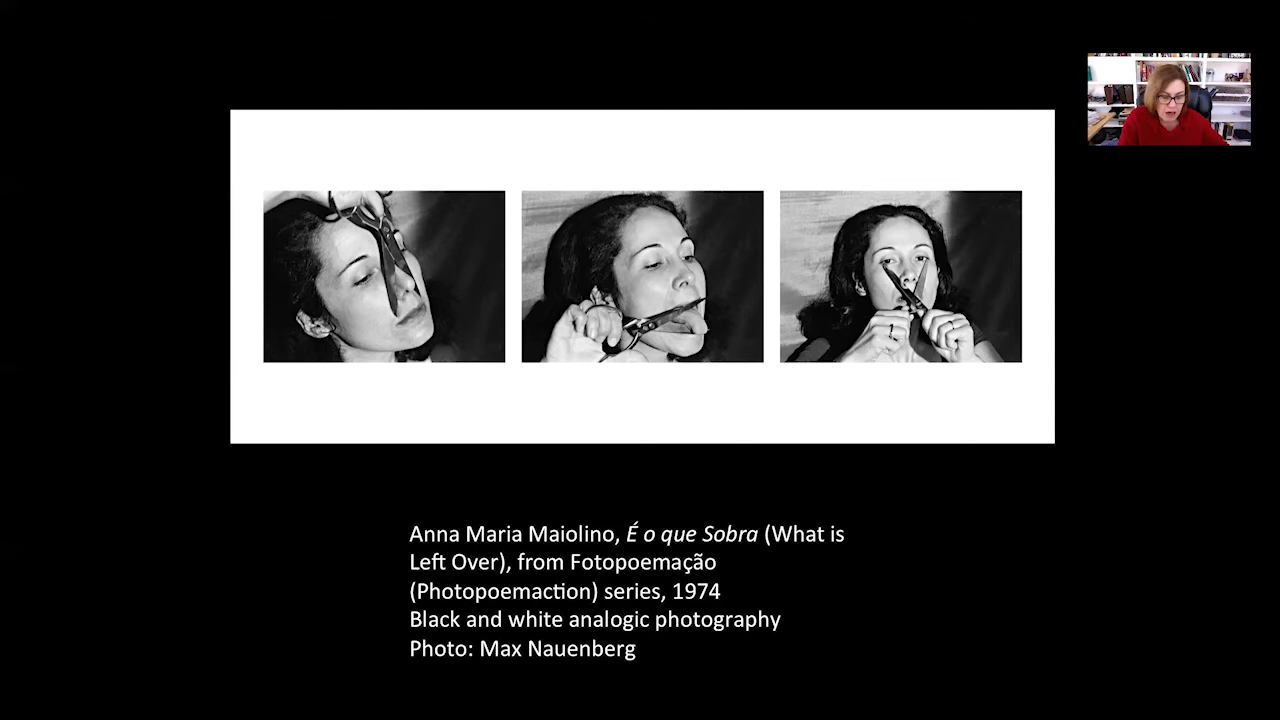 Anna Maria Maiolino, É o que Sobra (What is
Left Over), from Fotopoemação
(Photopoemaction) series, 1974
Black and white analogic photography
Photo: Max Nauenberg